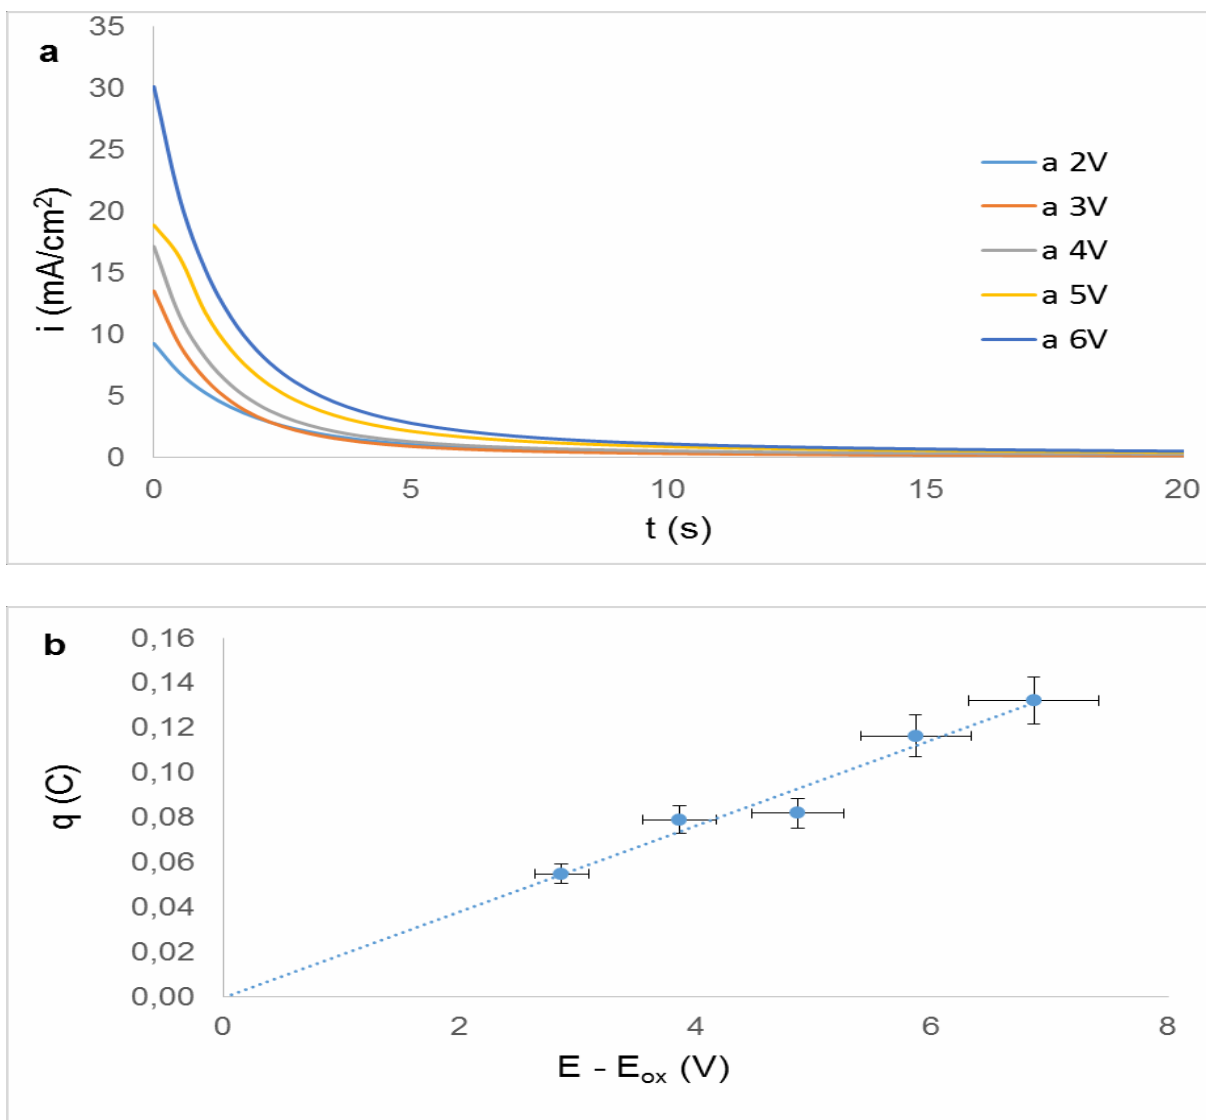 a
35
30
25
20
15
10
5
0
i (mA/cm²)
0 5 10 15 20
t (s)
a 2V
a 3V
a 4V
a 5V
a 6V
b
0,16
0,14
0,12
0,10
0,08
0,06
0,04
0,02
0,00
q (C)
0 2 4 6 8
E - Eₒₓ (V)